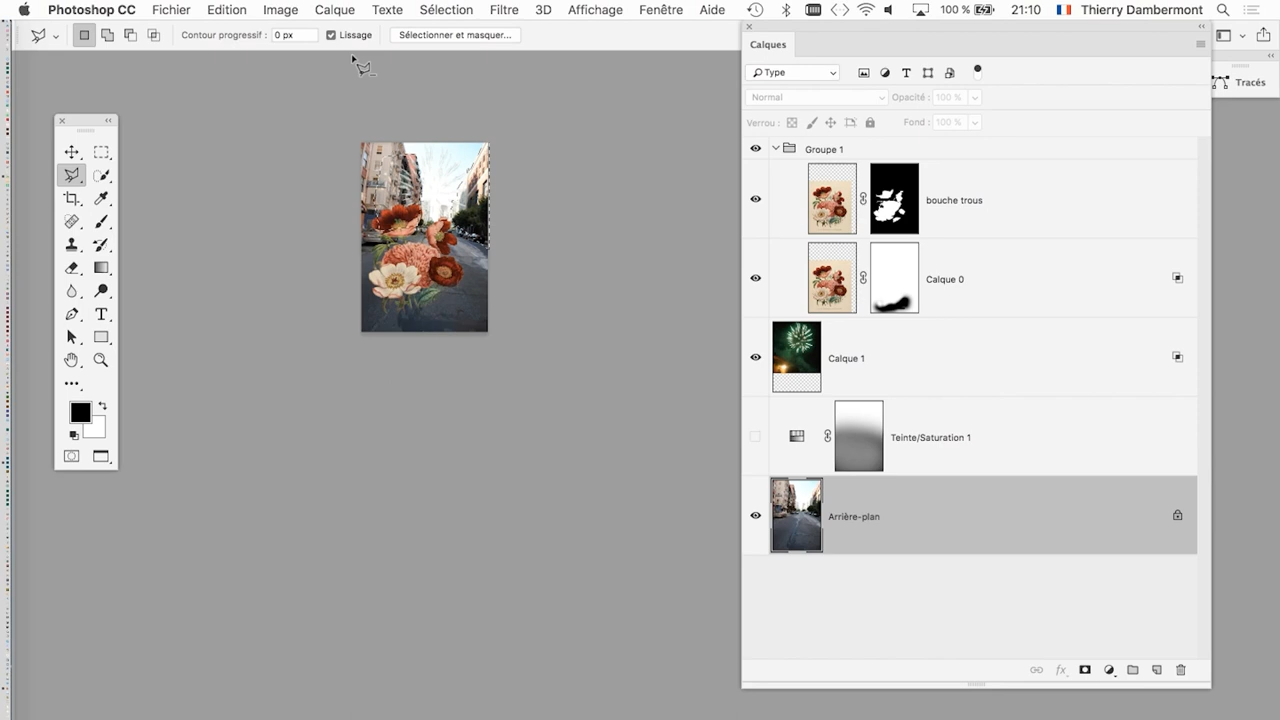 Photoshop CC Fichier Edition Image Calque Texte Sélection Filtre 3D Affichage Fenêtre Aide 100 % 21:10 Thierry Dambermont
Contour progressif : 0 px Lissage Sélectionner et masquer...
Calques
Tracés
Type
Normal Opacité : 100 %
Verrou : Fond : 100 %
Groupe 1
bouche trous
Calque 0
Calque 1
Teinte/Saturation 1
Arrière-plan
fx